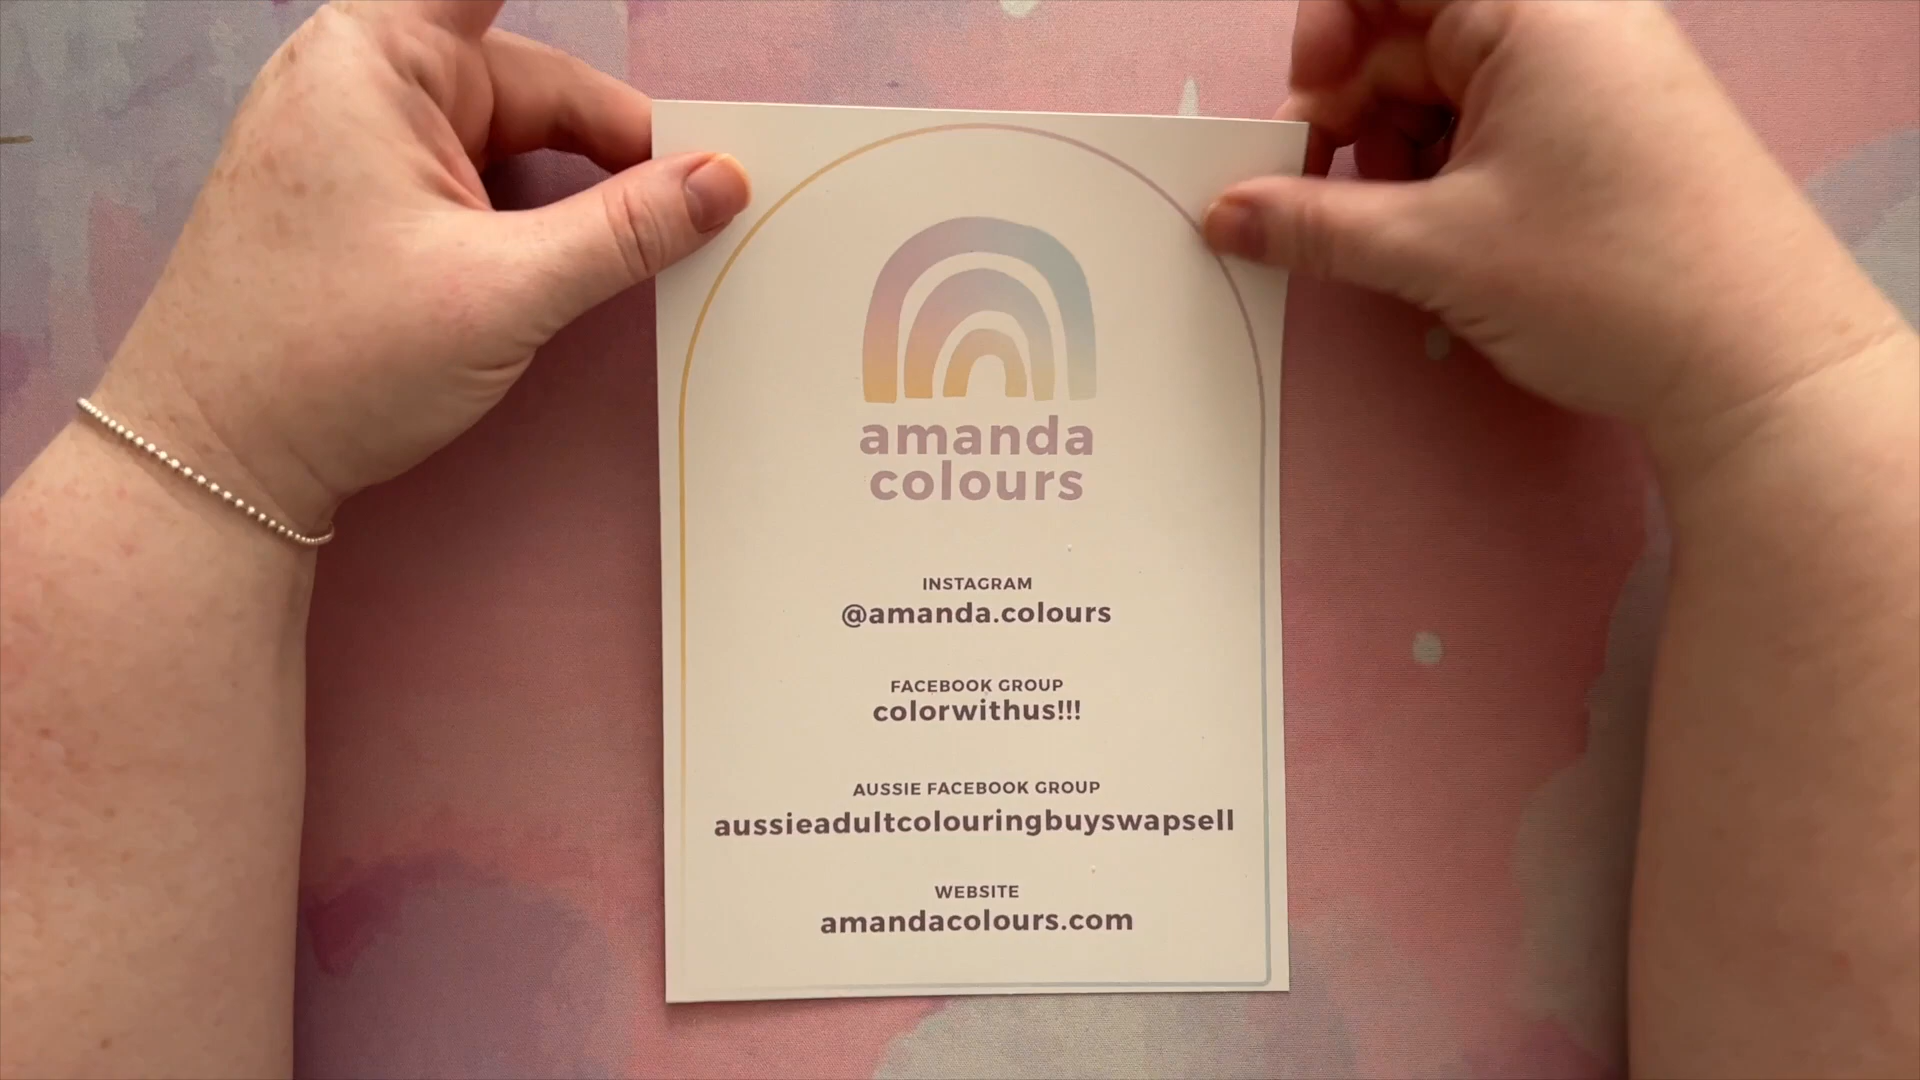 amanda
colours
INSTAGRAM
@amanda.colours
FACEBOOK GROUP
colorwithus!!!
AUSSIE FACEBOOK GROUP
aussieadultcolouringbuyswapsell
WEBSITE
amandacolours.com